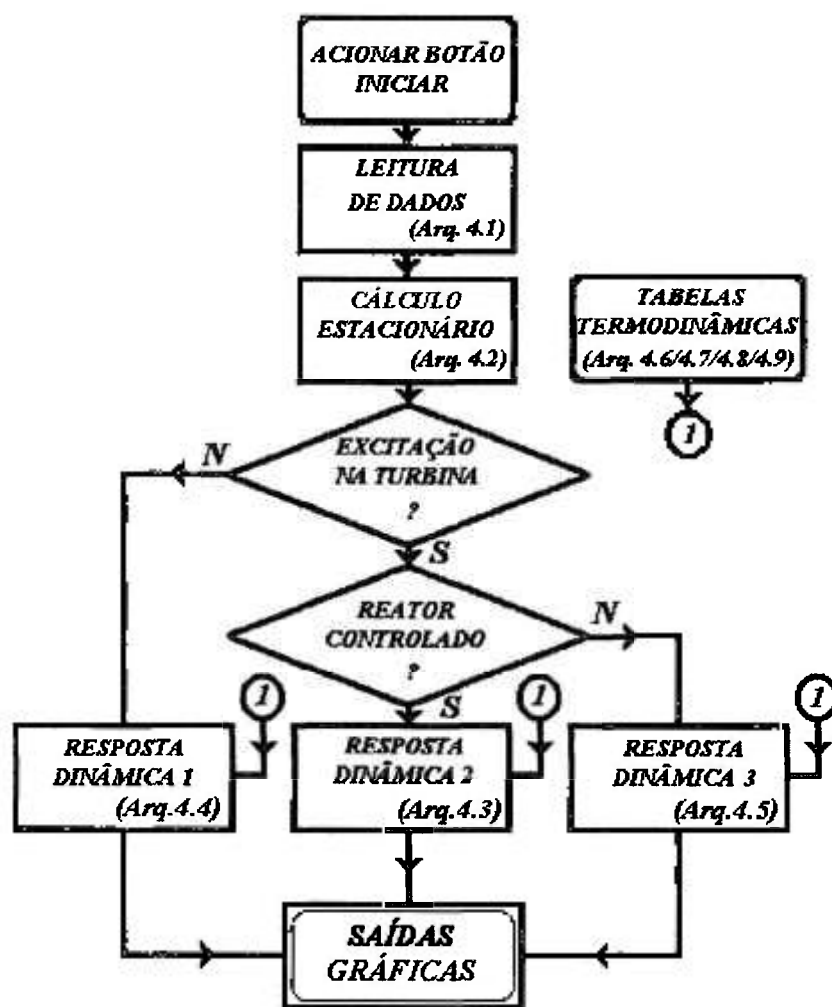 ACIONAR BOTÃO
INICIAR
LEITURA
DE DADOS
(Arq. 4.1)
CÁLCULO
ESTACIONÁRIO
(Arq. 4.2)
TABELAS
TERMODINÂMICAS
(Arq. 4.6/4.7/4.8/4.9)
1
EXCITAÇÃO
NA TURBINA
?
N
S
REATOR
CONTROLADO
?
N
S
1
1
1
RESPOSTA
DINÂMICA 1
(Arq.4.4)
RESPOSTA
DINÂMICA 2
(Arq.4.3)
RESPOSTA
DINÂMICA 3
(Arq.4.5)
SAÍDAS
GRÁFICAS